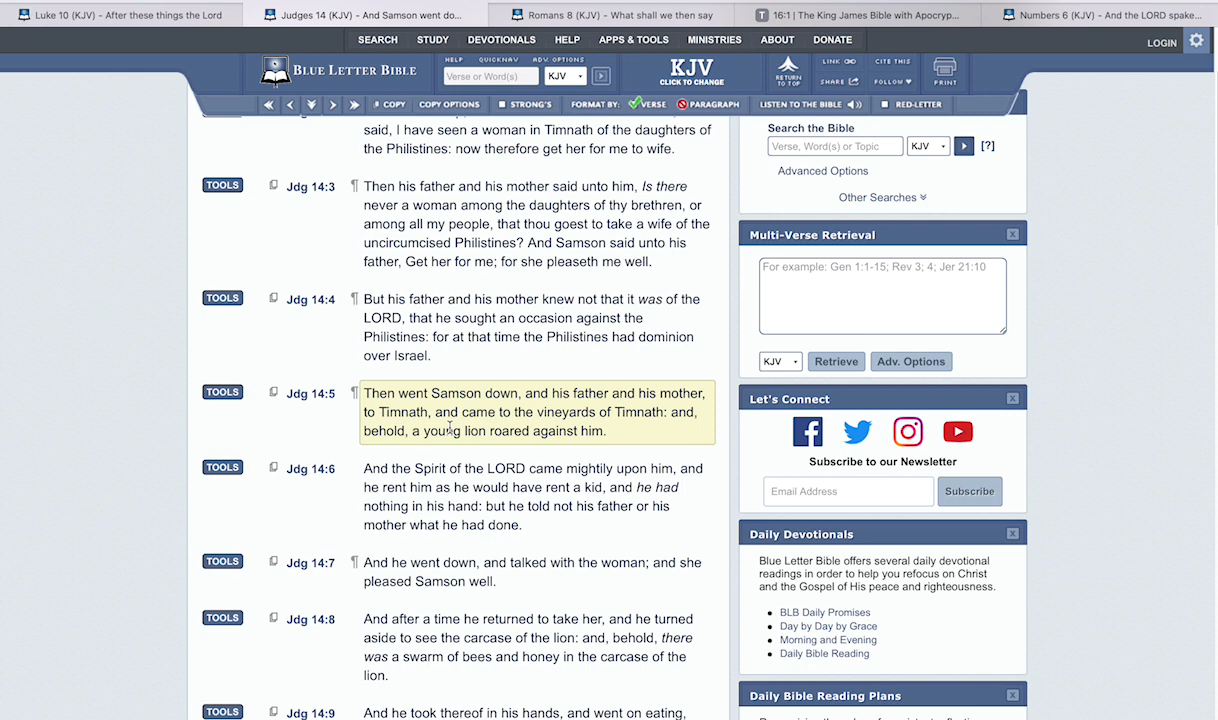 Luke 10 (KJV) - After these things the Lord
Judges 14 (KJV) - And Samson went do...
Romans 8 (KJV) - What shall we then say
T 16:1 | The King James Bible with Apocryp...
Numbers 6 (KJV) - And the LORD spake...
SEARCH STUDY DEVOTIONALS HELP APPS & TOOLS MINISTRIES ABOUT DONATE
LOGIN
BLUE LETTER BIBLE
HELP QUICKNAV ADV. OPTIONS
Verse or Word(s) KJV
KJV
CLICK TO CHANGE
RETURN
TO TOP
LINK CITE THIS
SHARE FOLLOW
PRINT
COPY COPY OPTIONS STRONG'S FORMAT BY: VERSE PARAGRAPH LISTEN TO THE BIBLE RED-LETTER
said, I have seen a woman in Timnath of the daughters of
the Philistines: now therefore get her for me to wife.
TOOLS Jdg 14:3 ¶ Then his father and his mother said unto him, Is there
never a woman among the daughters of thy brethren, or
among all my people, that thou goest to take a wife of the
uncircumcised Philistines? And Samson said unto his
father, Get her for me; for she pleaseth me well.
TOOLS Jdg 14:4 ¶ But his father and his mother knew not that it was of the
LORD, that he sought an occasion against the
Philistines: for at that time the Philistines had dominion
over Israel.
TOOLS Jdg 14:5 ¶ Then went Samson down, and his father and his mother,
to Timnath, and came to the vineyards of Timnath: and,
behold, a young lion roared against him.
TOOLS Jdg 14:6 And the Spirit of the LORD came mightily upon him, and
he rent him as he would have rent a kid, and he had
nothing in his hand: but he told not his father or his
mother what he had done.
TOOLS Jdg 14:7 ¶ And he went down, and talked with the woman; and she
pleased Samson well.
TOOLS Jdg 14:8 And after a time he returned to take her, and he turned
aside to see the carcase of the lion: and, behold, there
was a swarm of bees and honey in the carcase of the
lion.
TOOLS Jdg 14:9 And he took thereof in his hands, and went on eating,
Search the Bible
Verse, Word(s) or Topic KJV [?]
Advanced Options
Other Searches
Multi-Verse Retrieval X
For example: Gen 1:1-15; Rev 3; 4; Jer 21:10
KJV Retrieve Adv. Options
Let's Connect X
Subscribe to our Newsletter
Email Address Subscribe
Daily Devotionals X
Blue Letter Bible offers several daily devotional
readings in order to help you refocus on Christ
and the Gospel of His peace and righteousness.
• BLB Daily Promises
• Day by Day by Grace
• Morning and Evening
• Daily Bible Reading
Daily Bible Reading Plans X